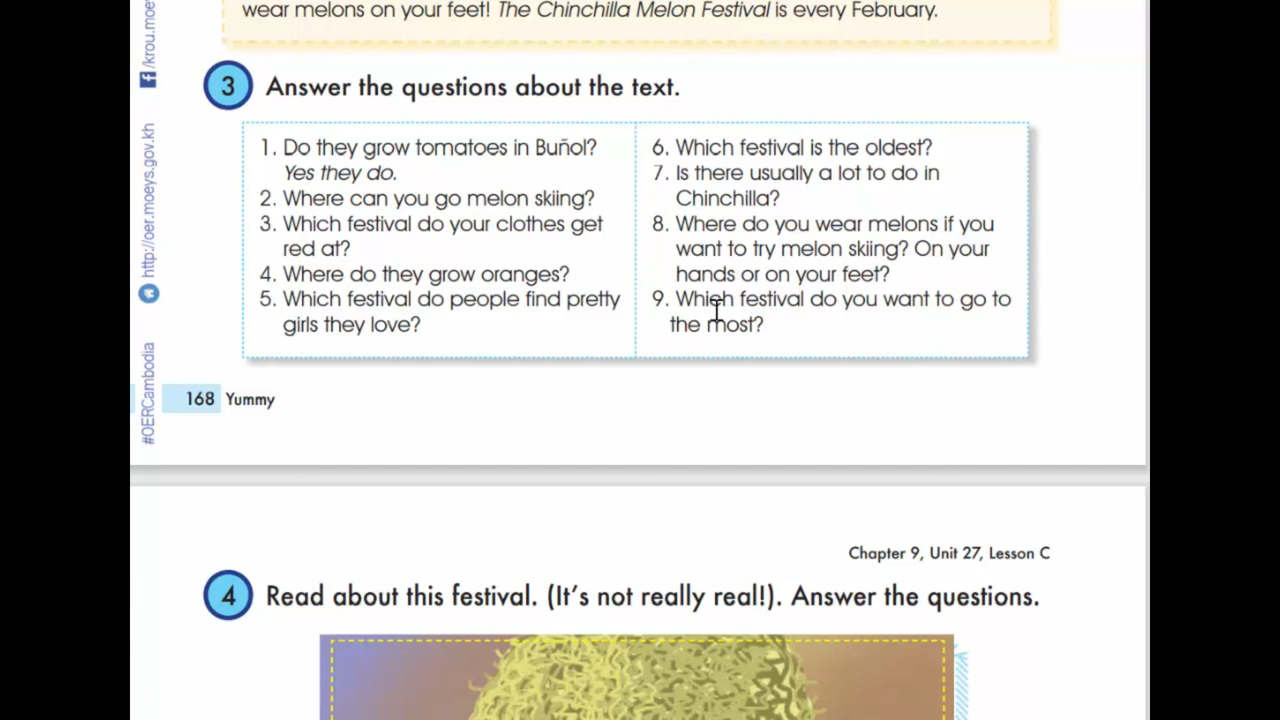 wear melons on your feet! The Chinchilla Melon Festival is every February.
/krou.moey
http://oer.moeys.gov.kh
#OERCambodia
3 Answer the questions about the text.
1. Do they grow tomatoes in Buñol?
Yes they do.
2. Where can you go melon skiing?
3. Which festival do your clothes get
red at?
4. Where do they grow oranges?
5. Which festival do people find pretty
girls they love?
6. Which festival is the oldest?
7. Is there usually a lot to do in
Chinchilla?
8. Where do you wear melons if you
want to try melon skiing? On your
hands or on your feet?
9. Which festival do you want to go to
the most?
168 Yummy
Chapter 9, Unit 27, Lesson C
4 Read about this festival. (It's not really real!). Answer the questions.